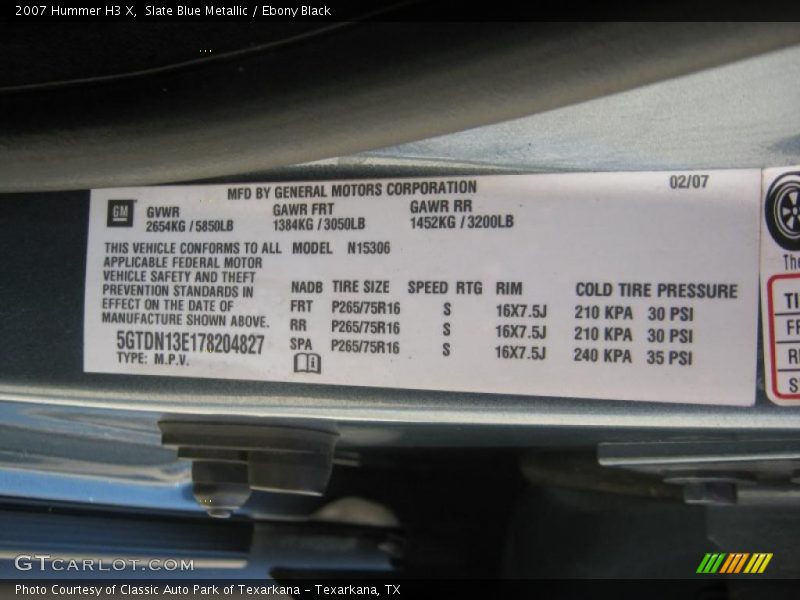 2007 Hummer H3 X, Slate Blue Metallic / Ebony Black
MFD BY GENERAL MOTORS CORPORATION
02/07
GM
GVWR GAWR FRT GAWR RR
2654KG / 5850LB 1384KG / 3050LB 1452KG / 3200LB
THIS VEHICLE CONFORMS TO ALL
APPLICABLE FEDERAL MOTOR
VEHICLE SAFETY AND THEFT
PREVENTION STANDARDS IN
EFFECT ON THE DATE OF
MANUFACTURE SHOWN ABOVE.
5GTDN13E178204827
TYPE: M.P.V.
MODEL N15306
NADB TIRE SIZE SPEED RTG RIM COLD TIRE PRESSURE
FRT P265/75R16 S 16X7.5J 210 KPA 30 PSI
RR P265/75R16 S 16X7.5J 210 KPA 30 PSI
SPA P265/75R16 S 16X7.5J 240 KPA 35 PSI
GTCARLOT.COM
Photo Courtesy of Classic Auto Park of Texarkana - Texarkana, TX